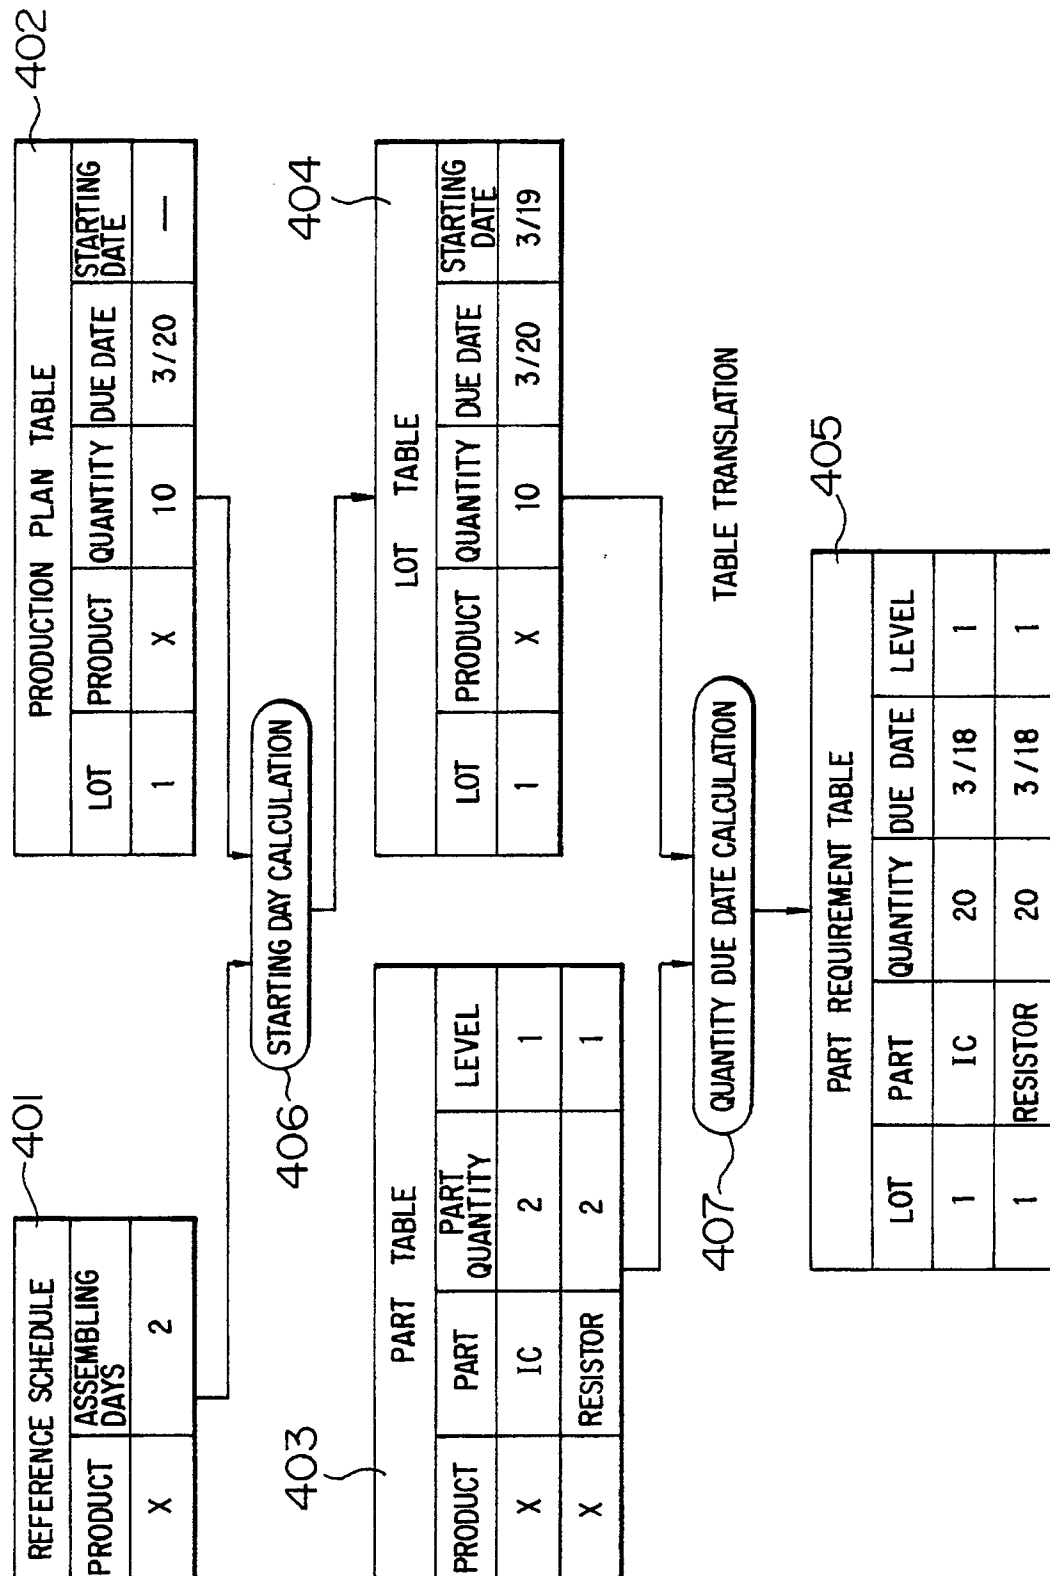 401
REFERENCE SCHEDULE
PRODUCT ASSEMBLING DAYS
X 2
402
PRODUCTION PLAN TABLE
LOT PRODUCT QUANTITY DUE DATE STARTING DATE
1 X 10 3/20 —
406 STARTING DAY CALCULATION
403
PART TABLE
PRODUCT PART PART QUANTITY LEVEL
X IC 2 1
X RESISTOR 2 1
404
LOT TABLE
LOT PRODUCT QUANTITY DUE DATE STARTING DATE
1 X 10 3/20 3/19
407 QUANTITY DUE DATE CALCULATION
TABLE TRANSLATION
405
PART REQUIREMENT TABLE
LOT PART QUANTITY DUE DATE LEVEL
1 IC 20 3/18 1
1 RESISTOR 20 3/18 1